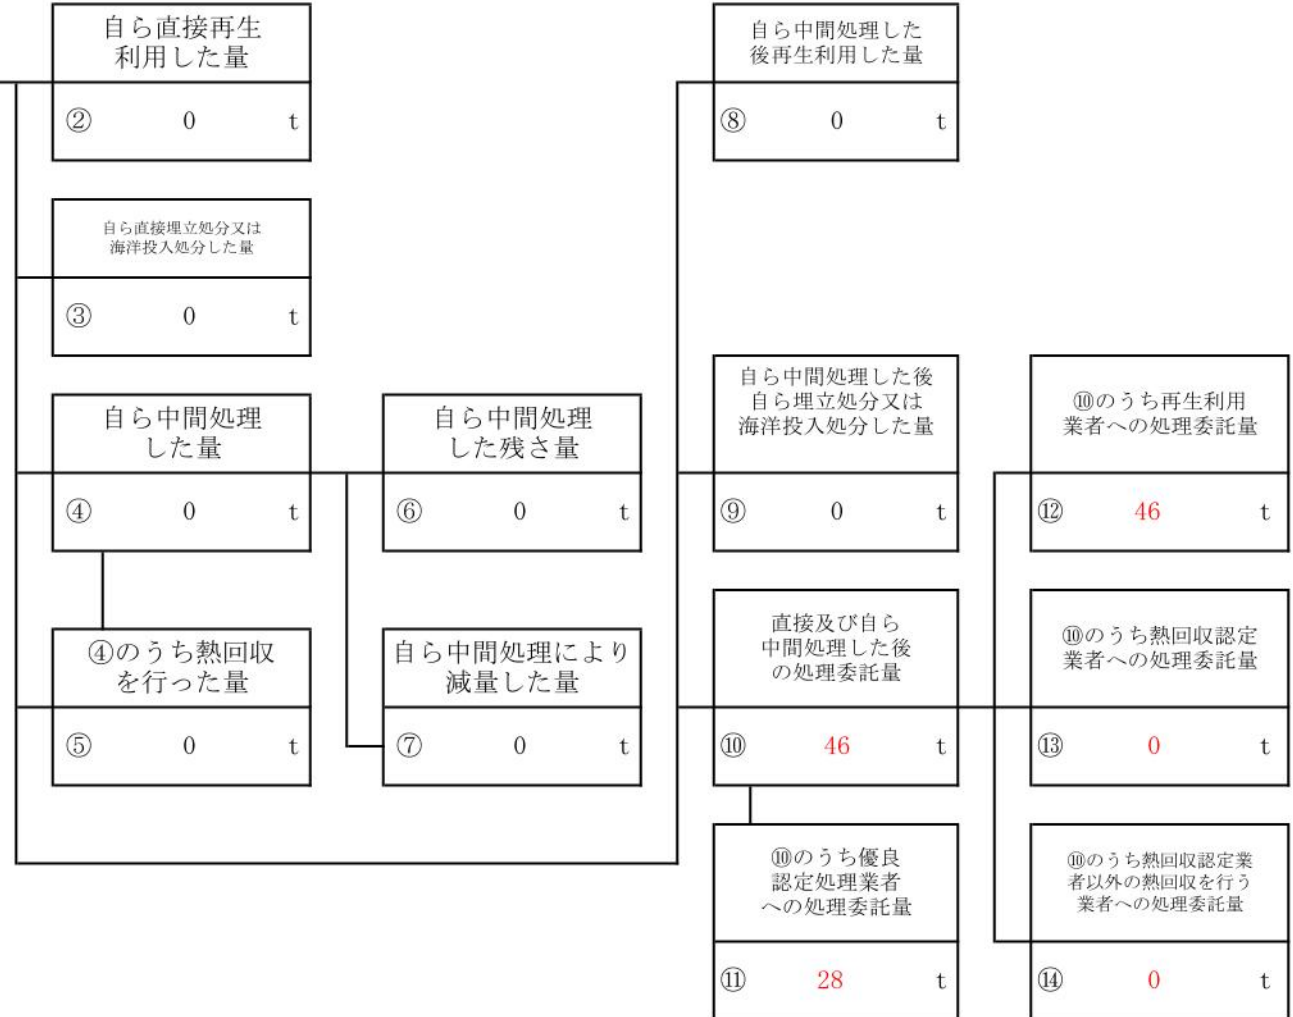 自ら直接再生
利用した量
② 0 t
自ら直接埋立処分又は
海洋投入処分した量
③ 0 t
自ら中間処理
した量
④ 0 t
④のうち熱回収
を行った量
⑤ 0 t
自ら中間処理
した残さ量
⑥ 0 t
自ら中間処理により
減量した量
⑦ 0 t
自ら中間処理した
後再生利用した量
⑧ 0 t
自ら中間処理した後
自ら埋立処分又は
海洋投入処分した量
⑨ 0 t
直接及び自ら
中間処理した後
の処理委託量
⑩ 46 t
⑩のうち優良
認定処理業者
への処理委託量
⑪ 28 t
⑩のうち再生利用
業者への処理委託量
⑫ 46 t
⑩のうち熱回収認定
業者への処理委託量
⑬ 0 t
⑩のうち熱回収認定業
者以外の熱回収を行う
業者への処理委託量
⑭ 0 t